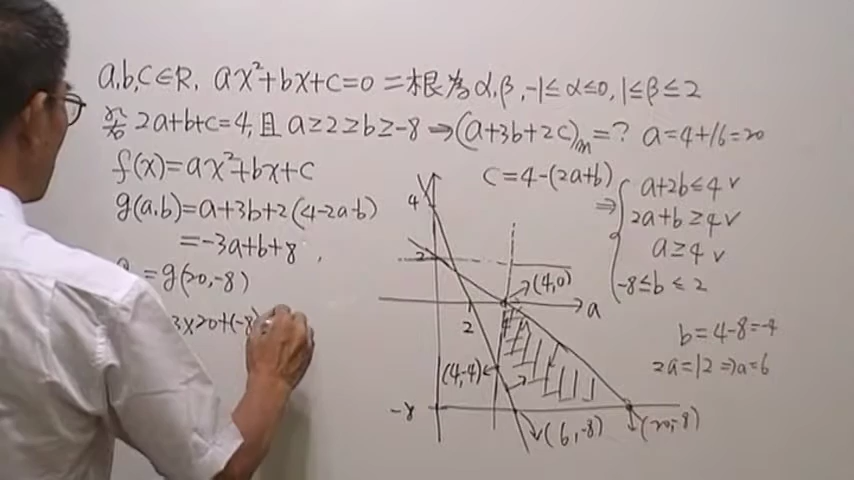 a,b,c∈R, ax²+bx+c=0 二根為 α,β, -1≤α≤0, 1≤β≤2
若 2a+b+c=4, 且 a≥2≥b≥-8 ⇒(a+3b+2c)m=? a=4+16=20
f(x)=ax²+bx+c
c=4-(2a+b)
g(a,b)=a+3b+2(4-2a-b)
=-3a+b+8
=g(20,-8)
3×20+(-8)
⇒{ a+2b≤4 ✓
2a+b≥4 ✓
a≥4 ✓
-8≤b≤2
b=4-8=-4
2a=12⇒a=6
4
2
(4,0)
a
2
(4,-4)
-8
(6,-8)
(20,-8)